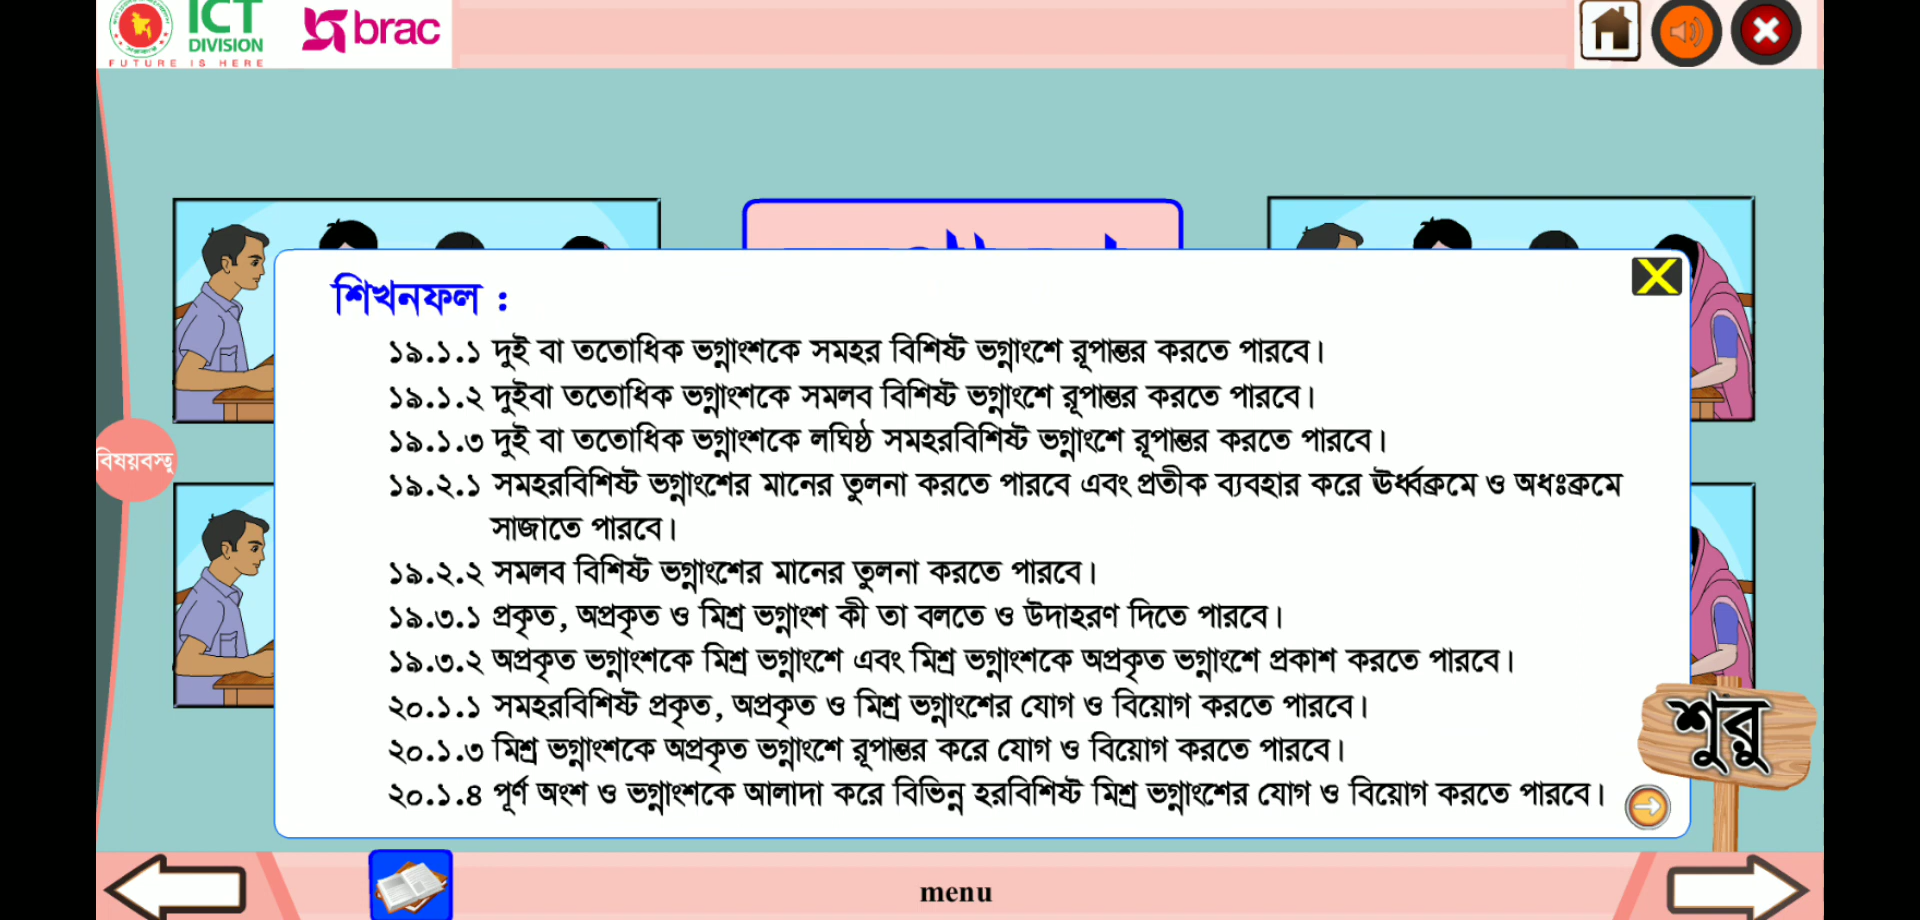 ICT
DIVISION
FUTURE IS HERE
brac
শিখনফল :
১৯.১.১ দুই বা ততোধিক ভগ্নাংশকে সমহর বিশিষ্ট ভগ্নাংশে রূপান্তর করতে পারবে।
১৯.১.২ দুইবা ততোধিক ভগ্নাংশকে সমলব বিশিষ্ট ভগ্নাংশে রূপান্তর করতে পারবে।
১৯.১.৩ দুই বা ততোধিক ভগ্নাংশকে লঘিষ্ঠ সমহরবিশিষ্ট ভগ্নাংশে রূপান্তর করতে পারবে।
১৯.২.১ সমহরবিশিষ্ট ভগ্নাংশের মানের তুলনা করতে পারবে এবং প্রতীক ব্যবহার করে ঊর্ধ্বক্রমে ও অধঃক্রমে
সাজাতে পারবে।
১৯.২.২ সমলব বিশিষ্ট ভগ্নাংশের মানের তুলনা করতে পারবে।
১৯.৩.১ প্রকৃত, অপ্রকৃত ও মিশ্র ভগ্নাংশ কী তা বলতে ও উদাহরণ দিতে পারবে।
১৯.৩.২ অপ্রকৃত ভগ্নাংশকে মিশ্র ভগ্নাংশে এবং মিশ্র ভগ্নাংশকে অপ্রকৃত ভগ্নাংশে প্রকাশ করতে পারবে।
২০.১.১ সমহরবিশিষ্ট প্রকৃত, অপ্রকৃত ও মিশ্র ভগ্নাংশের যোগ ও বিয়োগ করতে পারবে।
২০.১.৩ মিশ্র ভগ্নাংশকে অপ্রকৃত ভগ্নাংশে রূপান্তর করে যোগ ও বিয়োগ করতে পারবে।
২০.১.৪ পূর্ণ অংশ ও ভগ্নাংশকে আলাদা করে বিভিন্ন হরবিশিষ্ট মিশ্র ভগ্নাংশের যোগ ও বিয়োগ করতে পারবে।
বিষয়বস্তু
শুরু
menu